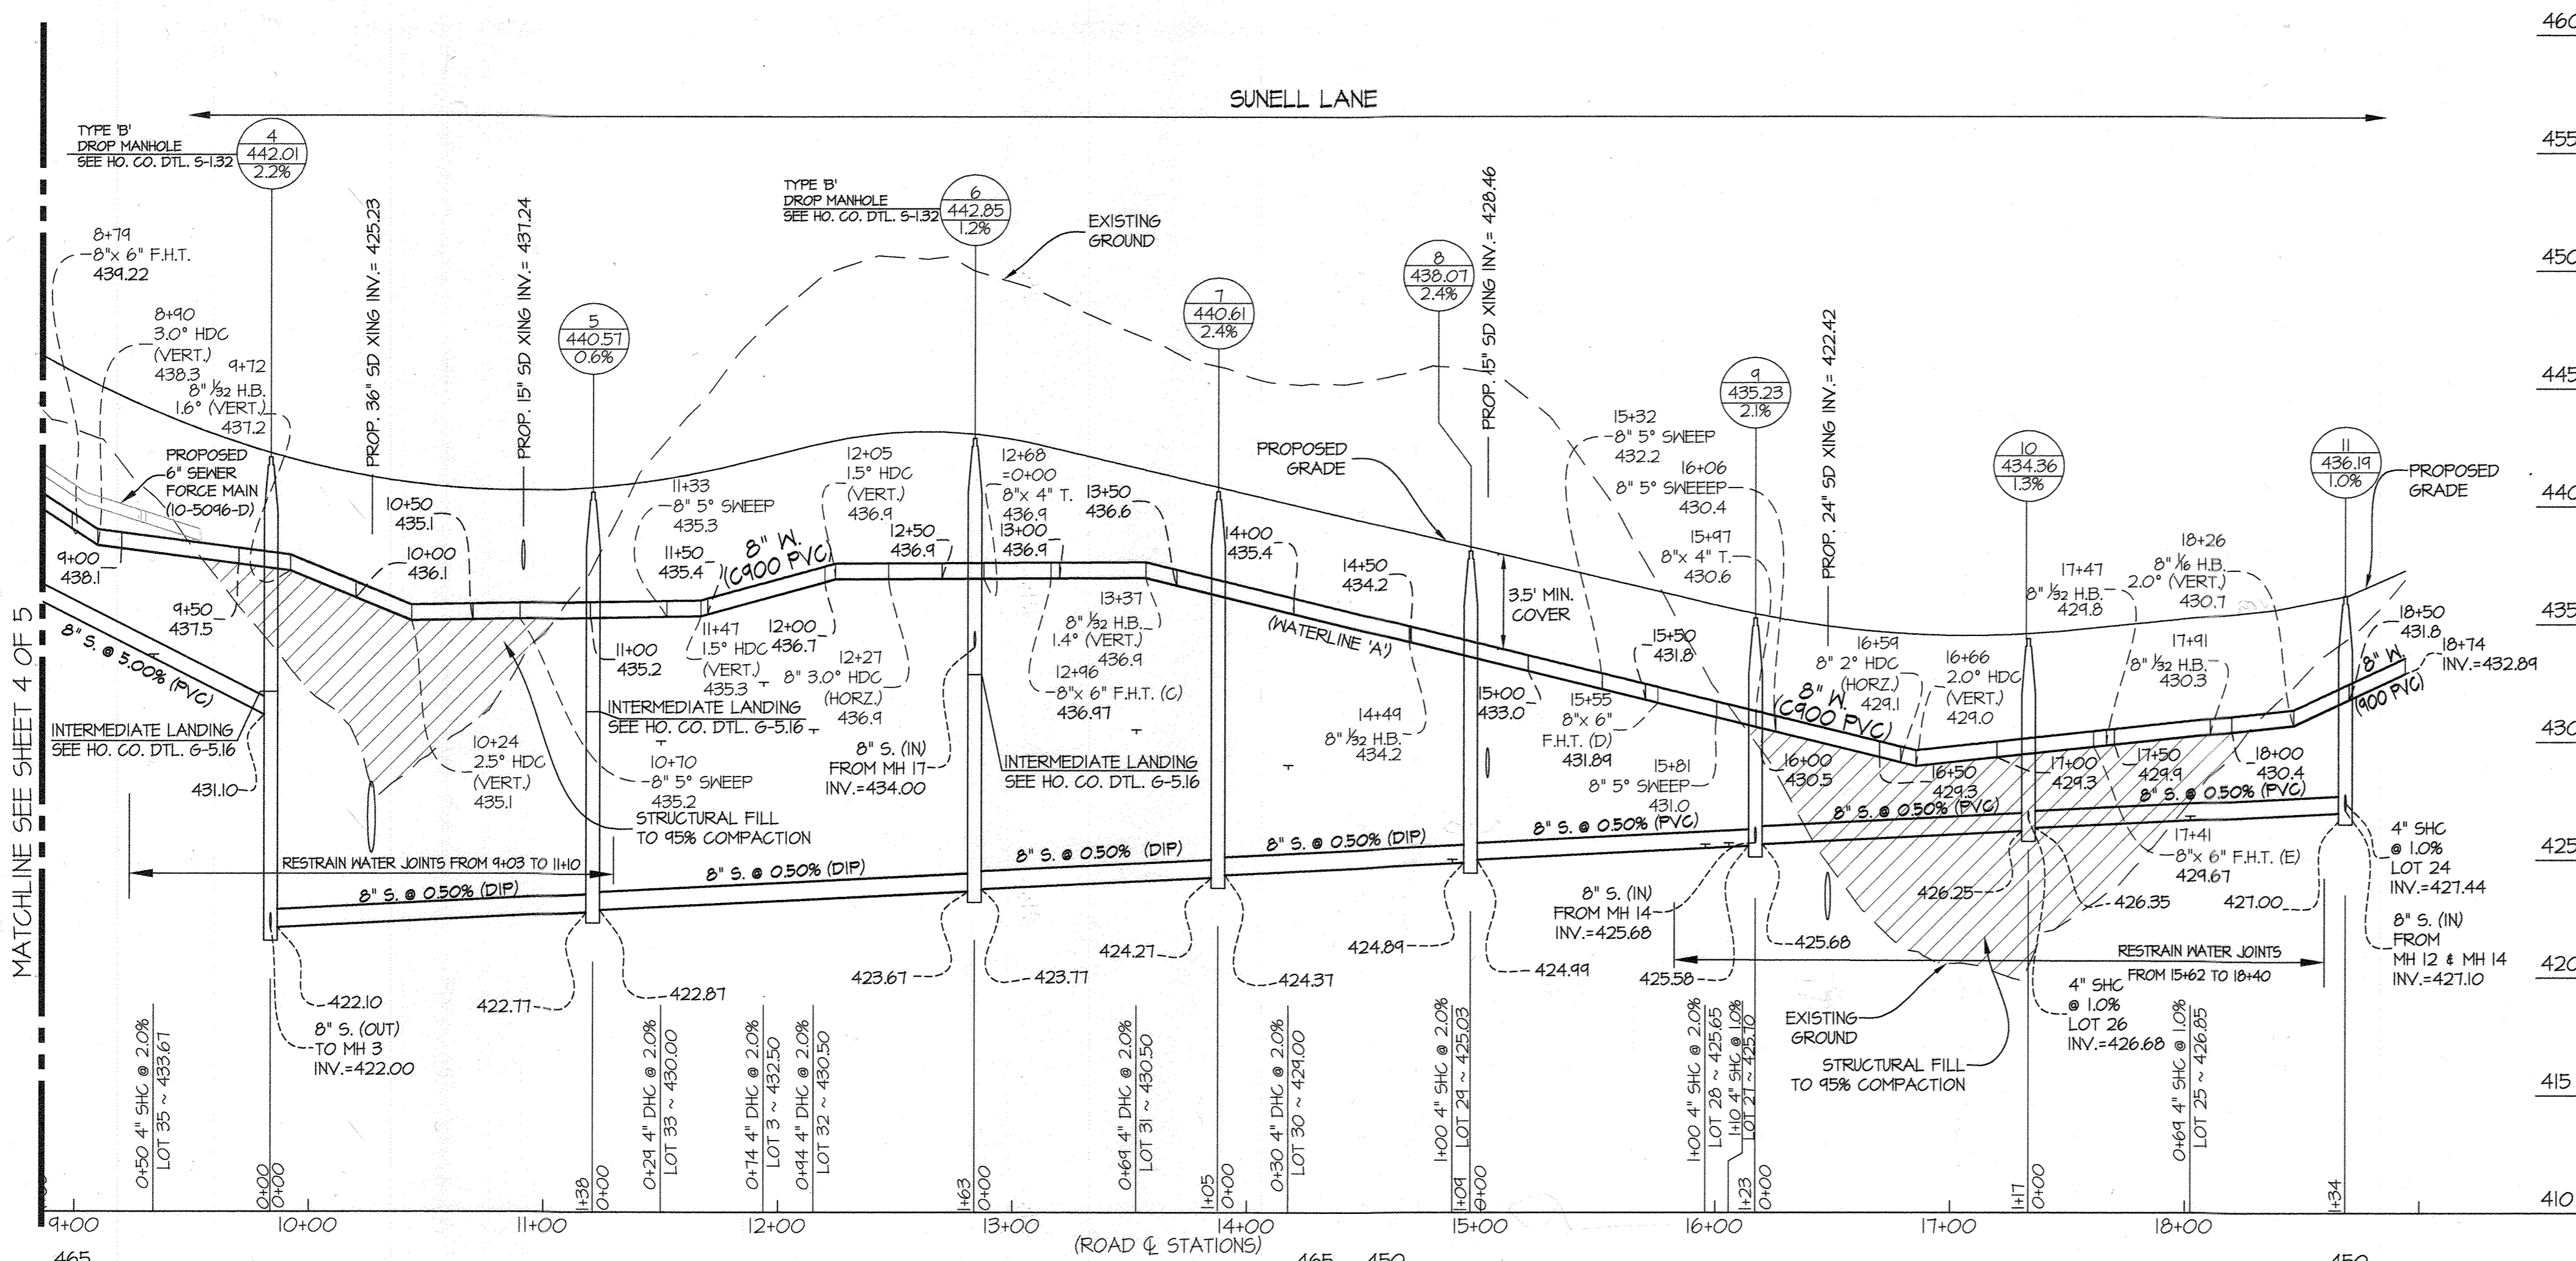 460
SUNELL LANE
455
450
445
440
435
430
425
420
415
410
MATCHLINE SEE SHEET 4 OF 5
TYPE 'B'
DROP MANHOLE
SEE HO. CO. DTL. S-1.32
4
442.01
2.2%
8+79
8"x 6" F.H.T.
439.22
8+90
3.0° HDC
(VERT.)
438.3
9+72
8" 1/32 H.B.
1.6° (VERT.)
437.2
PROPOSED
6" SEWER
FORCE MAIN
(10-5096-D)
9+00
438.1
9+50
437.5
8" S. @ 5.00% (PVC)
INTERMEDIATE LANDING
SEE HO. CO. DTL. G-5.16
431.10
PROP. 36" SD XING INV.= 425.23
PROP. 15" SD XING INV.= 431.24
10+50
435.1
10+00
436.1
10+24
2.5° HDC
(VERT.)
435.1
10+70
8" 5° SWEEP
435.2
STRUCTURAL FILL
TO 95% COMPACTION
RESTRAIN WATER JOINTS FROM 9+03 TO 11+10
8" S. @ 0.50% (DIP)
422.10
8" S. (OUT)
TO MH 3
INV.=422.00
5
440.57
0.6%
11+00
435.2
11+33
8" 5° SWEEP
435.3
11+50
435.4
8" W.
(C900 PVC)
11+47
1.5° HDC
(VERT.)
435.3
12+00
436.7
INTERMEDIATE LANDING
SEE HO. CO. DTL. G-5.16
12+05
1.5° HDC
(VERT.)
436.9
12+27
8" 3.0° HDC
(HORZ.)
436.9
12+50
436.9
422.77
422.87
8" S. @ 0.50% (DIP)
TYPE 'B'
DROP MANHOLE
SEE HO. CO. DTL. S-1.32
6
442.85
1.2%
EXISTING
GROUND
12+68
=0+00
8"x 4" T.
436.9
13+00
436.9
13+50
436.6
13+37
8" 1/32 H.B.
1.4° (VERT.)
436.9
12+96
8"x 6" F.H.T. (C)
436.97
8" S. (IN)
FROM MH 17
INV.=434.00
INTERMEDIATE LANDING
SEE HO. CO. DTL. G-5.16
8" S. @ 0.50% (DIP)
423.67
423.77
7
440.61
2.4%
14+00
435.4
14+50
434.2
(WATERLINE 'A')
14+49
8" 1/32 H.B.
434.2
8" S. @ 0.50% (DIP)
424.27
424.37
8
438.07
2.4%
PROP. 15" SD XING INV.= 428.46
PROPOSED
GRADE
3.5' MIN.
COVER
15+00
433.0
15+32
8" 5° SWEEP
432.2
16+06
8" 5° SWEEEP
430.4
15+97
8"x 4" T.
430.6
15+50
431.8
15+55
8"x 6"
F.H.T. (D)
431.89
15+81
8" 5° SWEEP
431.0
8" S. @ 0.50% (PVC)
424.89
424.99
8" S. (IN)
FROM MH 14
INV.=425.68
9
435.23
2.1%
PROP. 24" SD XING INV.= 422.42
16+59
8" 2° HDC
(HORZ.)
429.1
16+66
2.0° HDC
(VERT.)
429.0
8" W.
(C900 PVC)
16+00
430.5
16+50
429.3
8" S. @ 0.50% (PVC)
425.58
425.68
10
434.36
1.3%
17+47
8" 1/32 H.B.
429.8
18+26
8" 1/16 H.B.
2.0° (VERT.)
430.7
17+91
8" 1/32 H.B.
430.3
17+00
429.3
17+50
429.9
18+00
430.4
8" S. @ 0.50% (PVC)
17+41
8"x 6" F.H.T. (E)
429.67
426.25
426.35
427.00
11
436.19
1.0%
PROPOSED
GRADE
18+50
431.8
18+74
INV.=432.89
8" W.
(900 PVC)
4" SHC
@ 1.0%
LOT 24
INV.=427.44
8" S. (IN)
FROM
MH 12 & MH 14
INV.=427.10
RESTRAIN WATER JOINTS
FROM 15+62 TO 18+40
4" SHC
@ 1.0%
LOT 26
INV.=426.68
EXISTING
GROUND
STRUCTURAL FILL
TO 95% COMPACTION
0+50 4" SHC @ 2.0%
LOT 35 ~ 433.67
0+00
0+00
1+38
0+00
0+29 4" DHC @ 2.0%
LOT 33 ~ 430.00
0+74 4" DHC @ 2.0%
LOT 3 ~ 432.50
0+94 4" DHC @ 2.0%
LOT 32 ~ 430.50
1+63
0+00
0+69 4" DHC @ 2.0%
LOT 31 ~ 430.50
1+05
0+00
0+30 4" DHC @ 2.0%
LOT 30 ~ 429.00
1+00 4" SHC @ 2.0%
LOT 29 ~ 425.03
1+09
0+00
1+00 4" SHC @ 2.0%
LOT 28 ~ 425.65
1+10 4" SHC @ 1.0%
LOT 27 ~ 425.70
1+23
0+00
1+17
0+00
0+69 4" SHC @ 1.0%
LOT 25 ~ 426.85
1+34
9+00
10+00
11+00
12+00
13+00
14+00
15+00
16+00
17+00
18+00
(ROAD ℄ STATIONS)
465
465
450
450